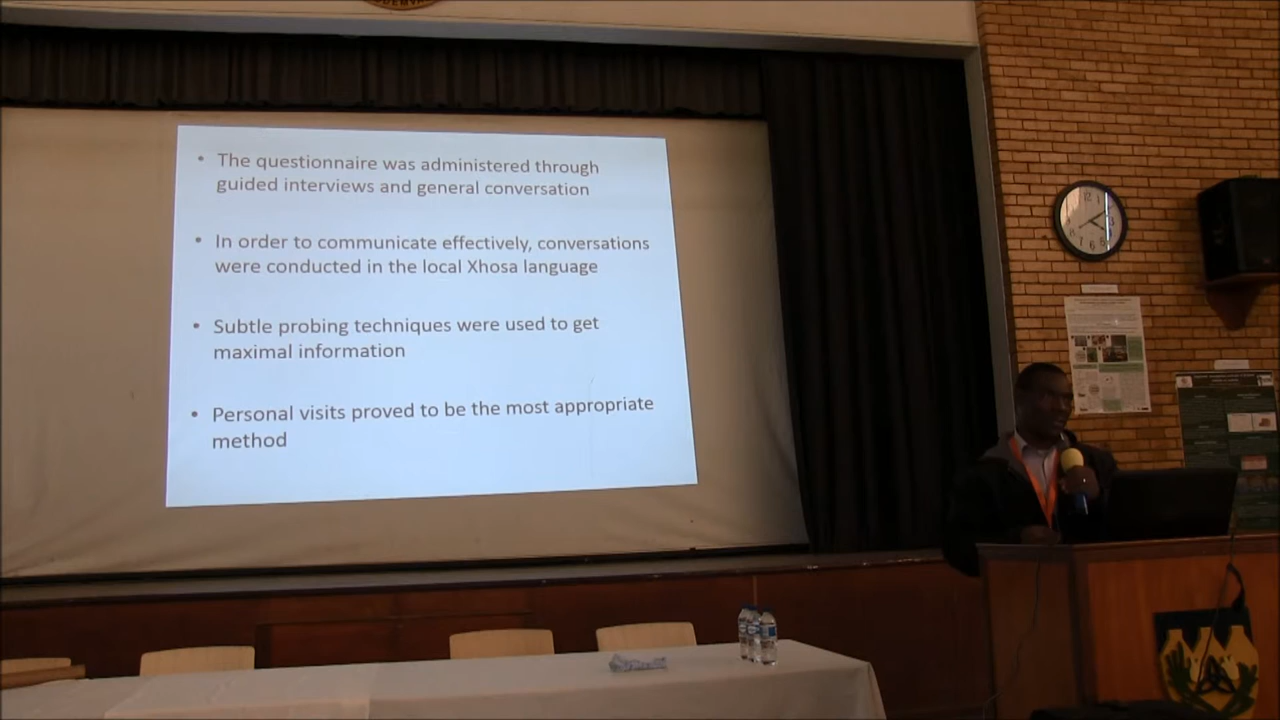 • The questionnaire was administered through
guided interviews and general conversation
• In order to communicate effectively, conversations
were conducted in the local Xhosa language
• Subtle probing techniques were used to get
maximal information
• Personal visits proved to be the most appropriate
method